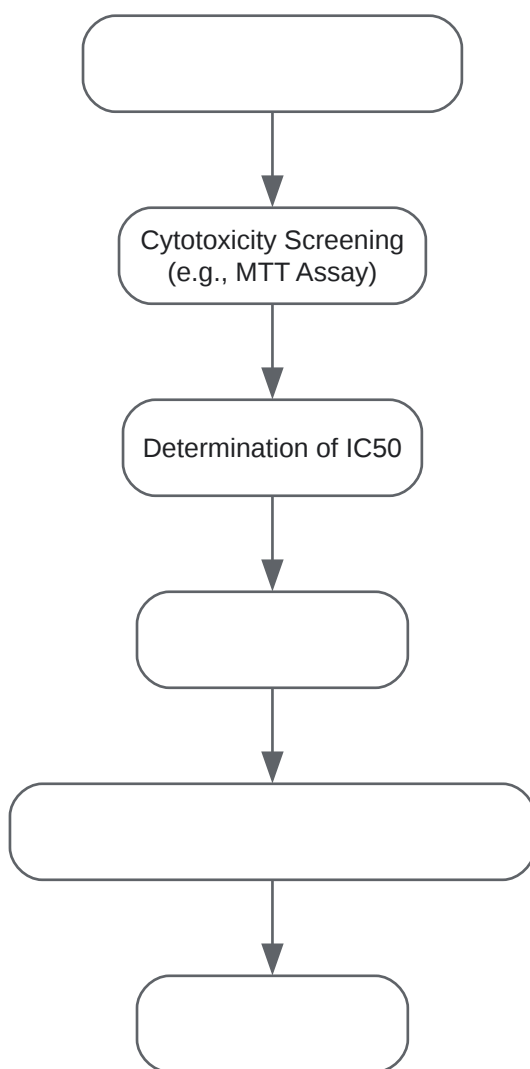 Cytotoxicity Screening
(e.g., MTT Assay)
Determination of IC50